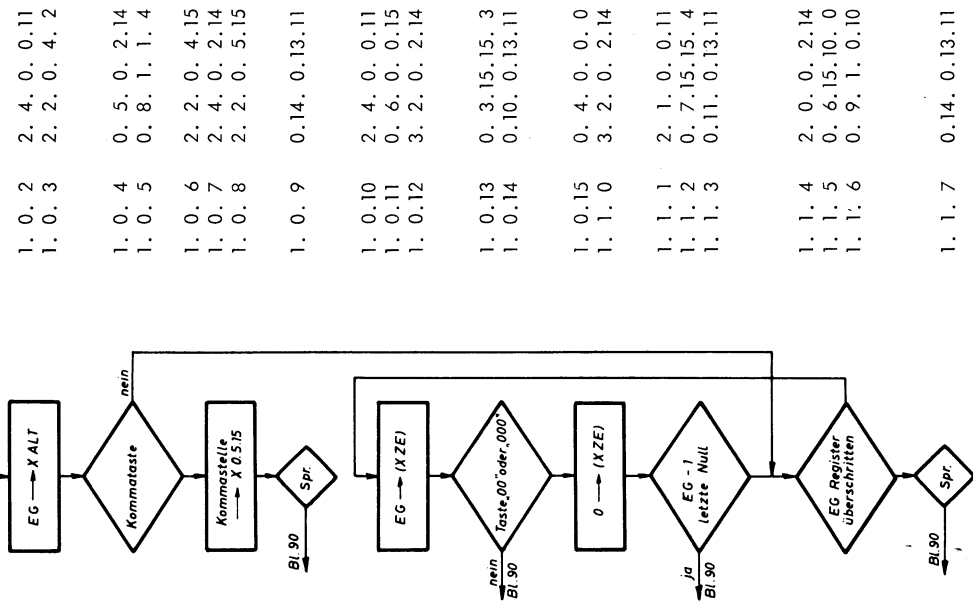 EG → X ALT
Kommataste
nein
Kommastelle
→ X 0.5.15
Spr.
Bl. 90
EG → (X ZE)
Taste „00" oder „000"
nein
Bl. 90
0 → (X ZE)
EG - 1
letzte Null
ja
Bl. 90
EG Register
überschritten
Spr.
Bl. 90
1. 0. 2 2. 4. 0. 0.11
1. 0. 3 2. 2. 0. 4. 2
1. 0. 4 0. 5. 0. 2.14
1. 0. 5 0. 8. 1. 1. 4
1. 0. 6 2. 2. 0. 4.15
1. 0. 7 2. 4. 0. 2.14
1. 0. 8 2. 2. 0. 5.15
1. 0. 9 0.14. 0.13.11
1. 0.10 2. 4. 0. 0.11
1. 0.11 0. 6. 0. 0.15
1. 0.12 3. 2. 0. 2.14
1. 0.13 0. 3.15.15. 3
1. 0.14 0.10. 0.13.11
1. 0.15 0. 4. 0. 0. 0
1. 1. 0 3. 2. 0. 2.14
1. 1. 1 2. 1. 0. 0.11
1. 1. 2 0. 7.15.15. 4
1. 1. 3 0.11. 0.13.11
1. 1. 4 2. 0. 0. 2.14
1. 1. 5 0. 6.15.10. 0
1. 1. 6 0. 9. 1. 0.10
1. 1. 7 0.14. 0.13.11